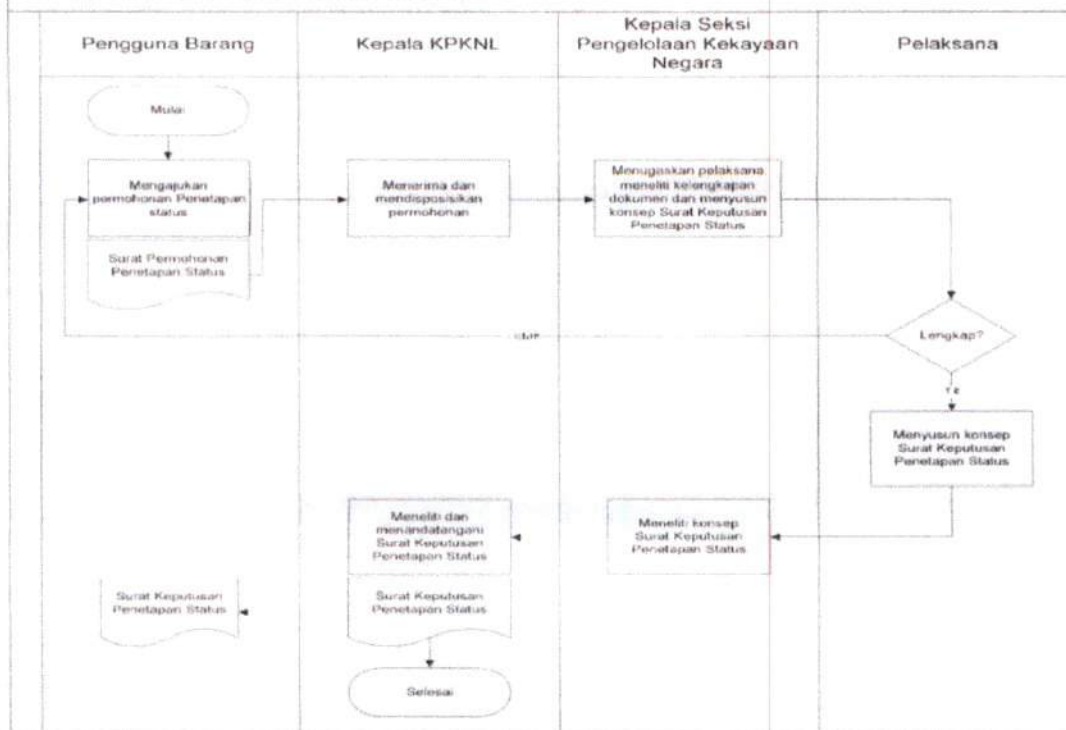 Pengguna Barang
Kepala KPKNL
Kepala Seksi
Pengelolaan Kekayaan
Negara
Pelaksana
Mulai
Mengajukan
permohonan Penetapan
status
Surat Permohonan
Penetapan Status
Menerima dan
mendisposisikan
permohonan
Menugaskan pelaksana
meneliti kelengkapan
dokumen dan menyusun
konsep Surat Keputusan
Penetapan Status
Lengkap?
Menyusun konsep
Surat Keputusan
Penetapan Status
Meneliti konsep
Surat Keputusan
Penetapan Status
Meneliti dan
menandatangani
Surat Keputusan
Penetapan Status
Surat Keputusan
Penetapan Status
Surat Keputusan
Penetapan Status
Selesai